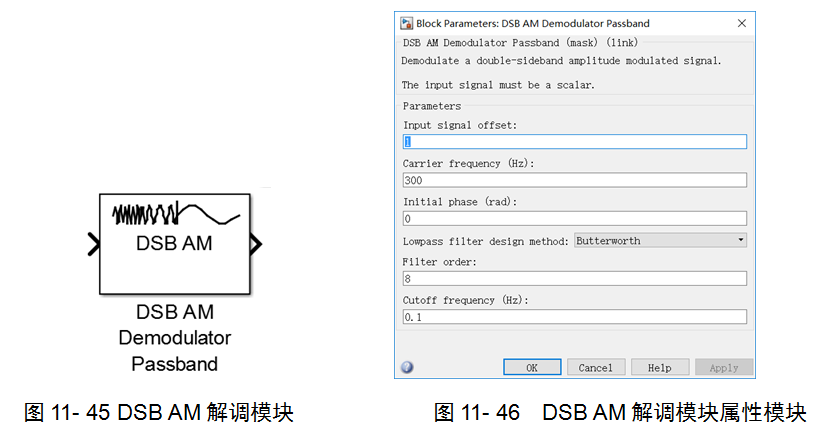 DSB AM
DSB AM
Demodulator
Passband
图 11- 45 DSB AM 解调模块
Block Parameters: DSB AM Demodulator Passband
DSB AM Demodulator Passband (mask) (link)
Demodulate a double-sideband amplitude modulated signal.
The input signal must be a scalar.
Parameters
Input signal offset:
1
Carrier frequency (Hz):
300
Initial phase (rad):
0
Lowpass filter design method: Butterworth
Filter order:
8
Cutoff frequency (Hz):
0.1
OK Cancel Help Apply
图 11- 46 DSB AM 解调模块属性模块